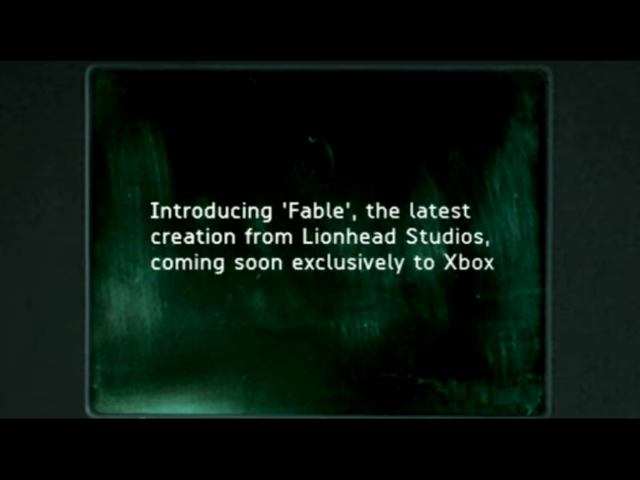 Introducing 'Fable', the latest
creation from Lionhead Studios,
coming soon exclusively to Xbox